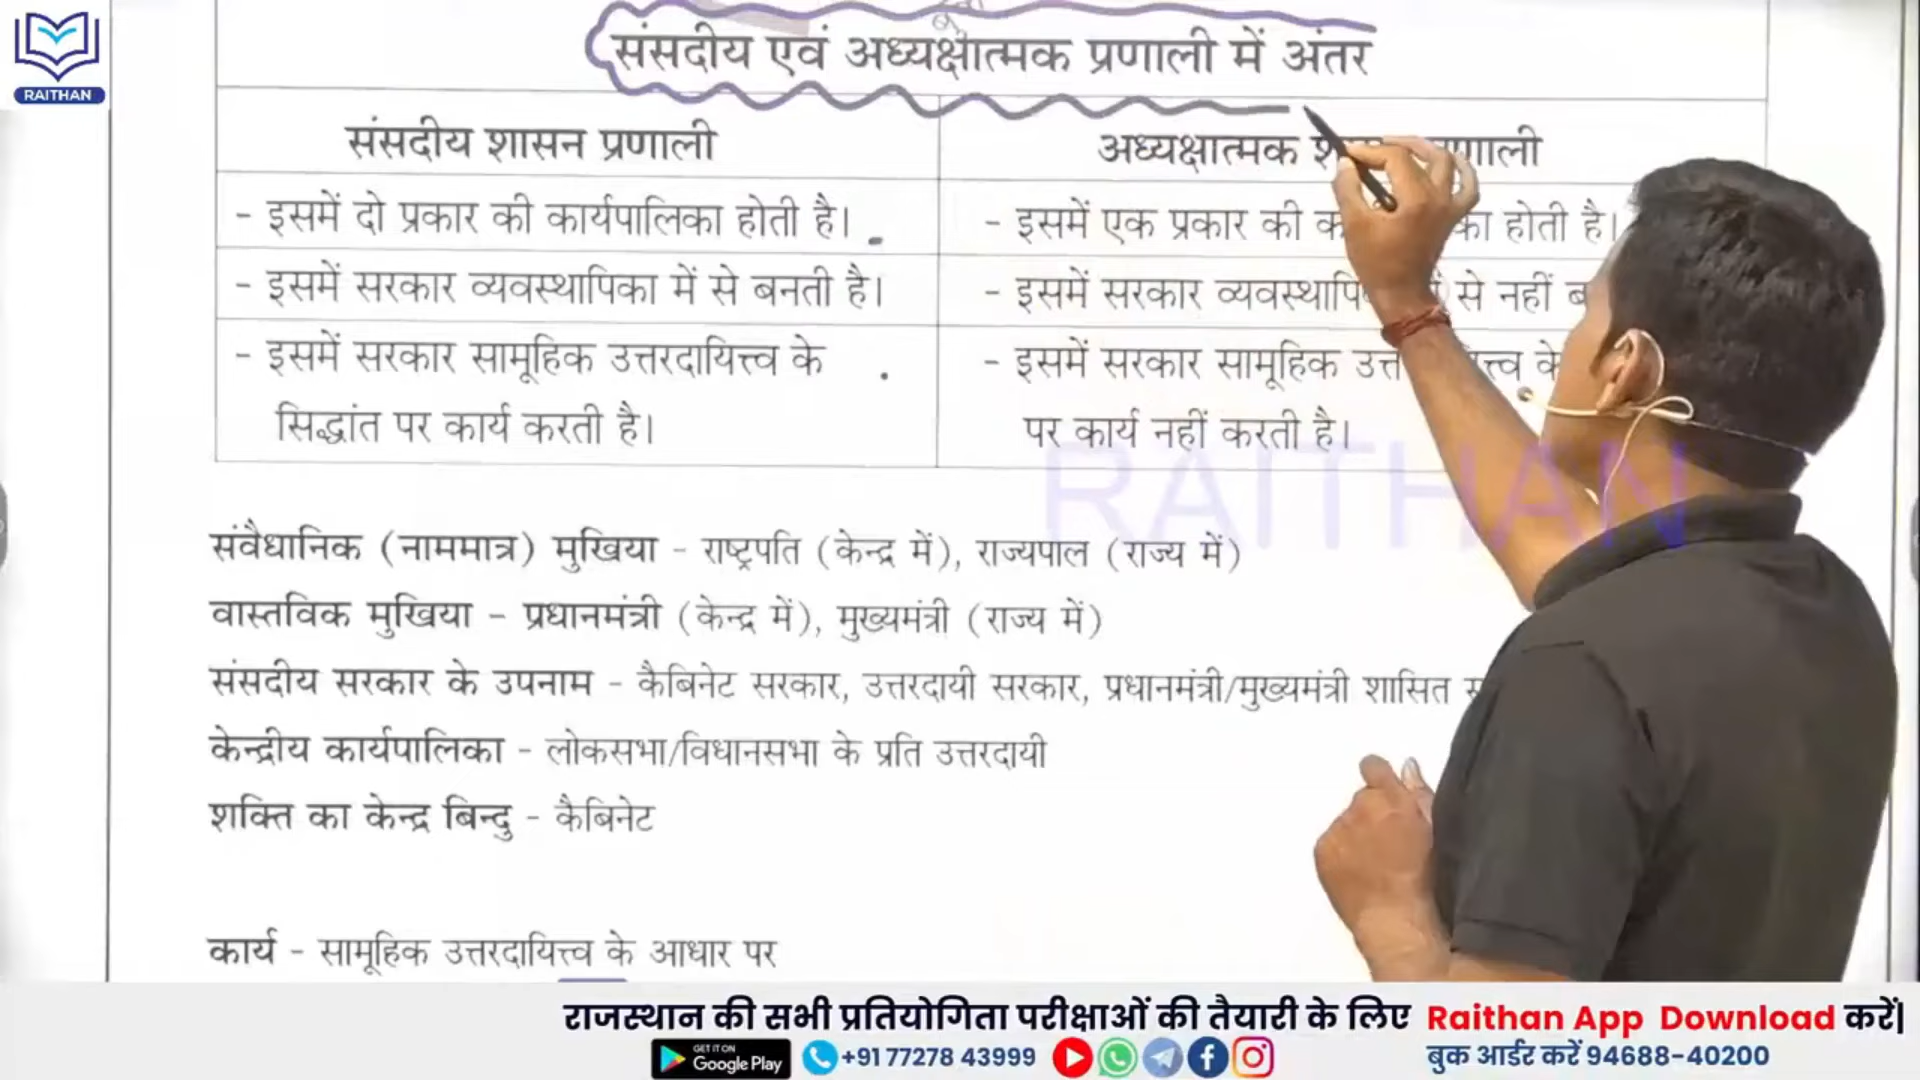 RAITHAN
संसदीय एवं अध्यक्षात्मक प्रणाली में अंतर
संसदीय शासन प्रणाली
अध्यक्षात्मक
- इसमें दो प्रकार की कार्यपालिका होती है।
- इसमें एक प्रकार की होती है।
- इसमें सरकार व्यवस्थापिका में से बनती है।
- इसमें सरकार से नहीं
- इसमें सरकार सामूहिक उत्तरदायित्त्व के
सिद्धांत पर कार्य करती है।
- इसमें सरकार सामूहिक
पर कार्य नहीं करती है।
RAITHAN
संवैधानिक (नाममात्र) मुखिया - राष्ट्रपति (केन्द्र में), राज्यपाल (राज्य में)
वास्तविक मुखिया - प्रधानमंत्री (केन्द्र में), मुख्यमंत्री (राज्य में)
संसदीय सरकार के उपनाम - कैबिनेट सरकार, उत्तरदायी सरकार, प्रधानमंत्री/मुख्यमंत्री शासित
केन्द्रीय कार्यपालिका - लोकसभा/विधानसभा के प्रति उत्तरदायी
शक्ति का केन्द्र बिन्दु - कैबिनेट
कार्य - सामूहिक उत्तरदायित्त्व के आधार पर
राजस्थान की सभी प्रतियोगिता परीक्षाओं की तैयारी के लिए Raithan App Download करें|
GET IT ON
Google Play
+91 77278 43999
बुक आर्डर करें 94688-40200